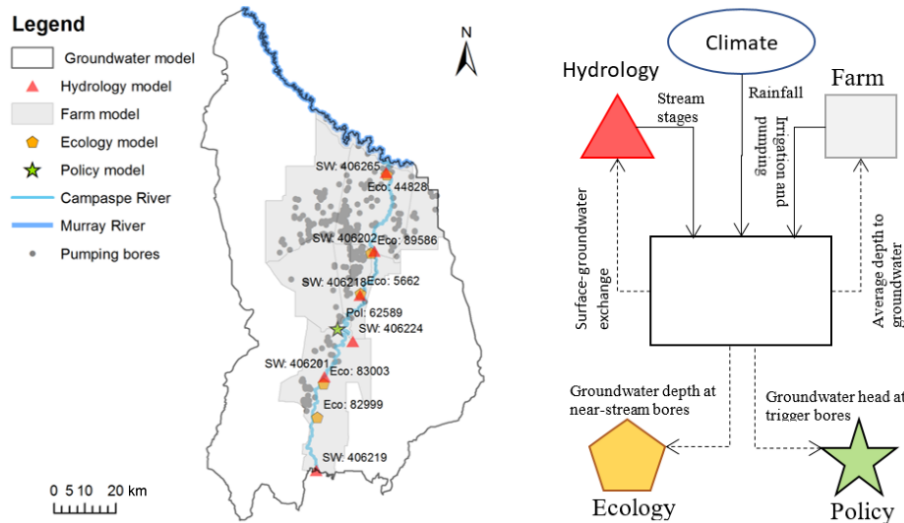 Legend
Groundwater model
Hydrology model
Farm model
Ecology model
Policy model
Campaspe River
Murray River
Pumping bores
0 5 10 20 km
N
SW: 406265
Eco: 44828
SW: 406202
Eco: 89586
SW: 406218
Eco: 5662
Pol: 62589
SW: 406224
SW: 406201
Eco: 83003
Eco: 82999
SW: 406219
Climate
Hydrology
Farm
Stream
stages
Rainfall
Irrigation and
pumping
Surface-groundwater
exchange
Average depth to
groundwater
Groundwater depth at
near-stream bores
Groundwater head at
trigger bores
Ecology
Policy